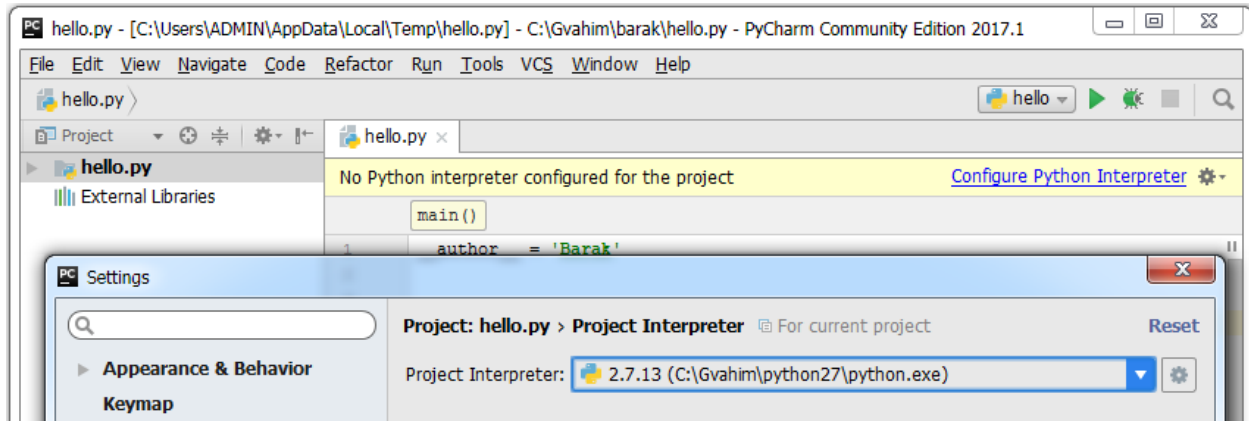 hello.py - [C:\Users\ADMIN\AppData\Local\Temp\hello.py] - C:\Gvahim\barak\hello.py - PyCharm Community Edition 2017.1
File Edit View Navigate Code Refactor Run Tools VCS Window Help
hello.py hello
Project hello.py
hello.py
No Python interpreter configured for the project Configure Python Interpreter
External Libraries
main()
1 __author__ = 'Barak'
Settings
Project: hello.py › Project Interpreter For current project Reset
Appearance & Behavior
Project Interpreter: 2.7.13 (C:\Gvahim\python27\python.exe)
Keymap